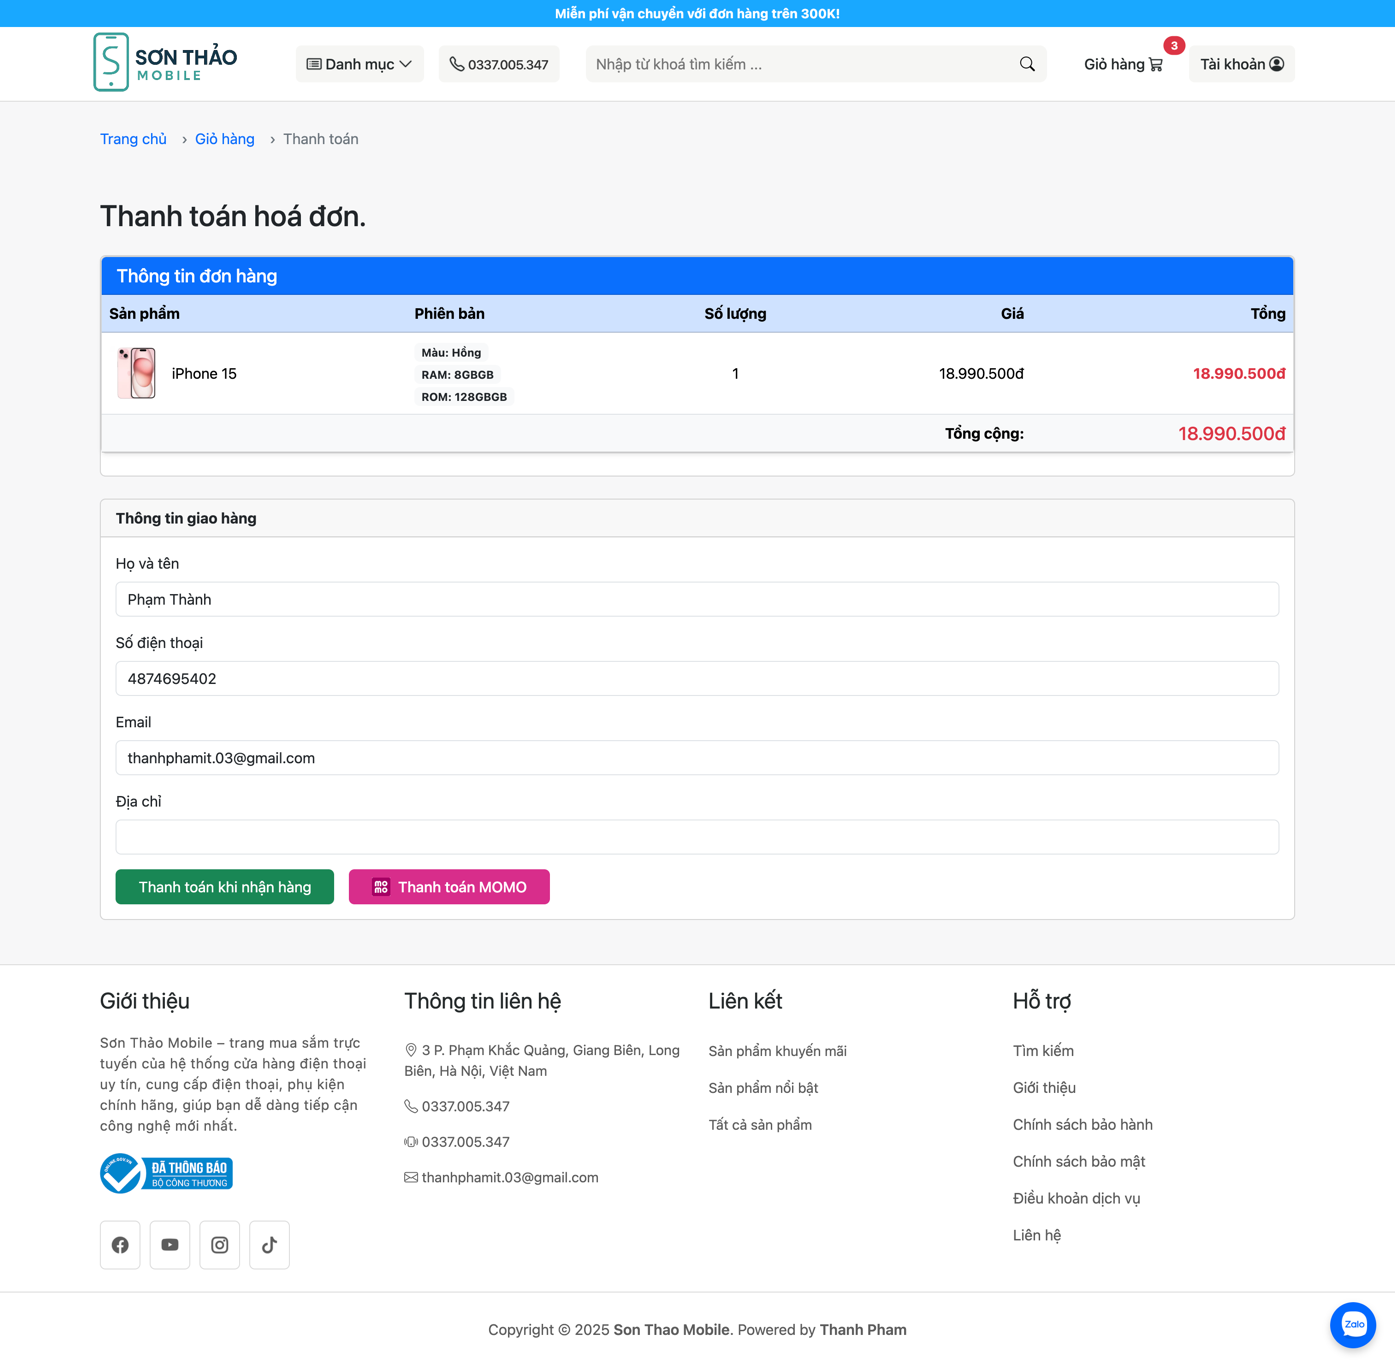 Miễn phí vận chuyển với đơn hàng trên 300K!
SƠN THẢO
MOBILE
Danh mục
0337.005.347
Nhập từ khoá tìm kiếm ...
Giỏ hàng
3
Tài khoản
Trang chủ › Giỏ hàng › Thanh toán
Thanh toán hoá đơn.
Thông tin đơn hàng
Sản phẩm Phiên bản Số lượng Giá Tổng
Màu: Hồng
RAM: 8GBGB
ROM: 128GBGB
iPhone 15 1 18.990.500đ 18.990.500đ
Tổng cộng: 18.990.500đ
Thông tin giao hàng
Họ và tên
Phạm Thành
Số điện thoại
4874695402
Email
thanhphamit.03@gmail.com
Địa chỉ
Thanh toán khi nhận hàng
mo
mo
Thanh toán MOMO
Giới thiệu
Sơn Thảo Mobile – trang mua sắm trực
tuyến của hệ thống cửa hàng điện thoại
uy tín, cung cấp điện thoại, phụ kiện
chính hãng, giúp bạn dễ dàng tiếp cận
công nghệ mới nhất.
ONLINE.GOV.VN
ĐÃ THÔNG BÁO
BỘ CÔNG THƯƠNG
Thông tin liên hệ
3 P. Phạm Khắc Quảng, Giang Biên, Long
Biên, Hà Nội, Việt Nam
0337.005.347
0337.005.347
thanhphamit.03@gmail.com
Liên kết
Sản phẩm khuyến mãi
Sản phẩm nổi bật
Tất cả sản phẩm
Hỗ trợ
Tìm kiếm
Giới thiệu
Chính sách bảo hành
Chính sách bảo mật
Điều khoản dịch vụ
Liên hệ
Copyright © 2025 Son Thao Mobile. Powered by Thanh Pham
Zalo